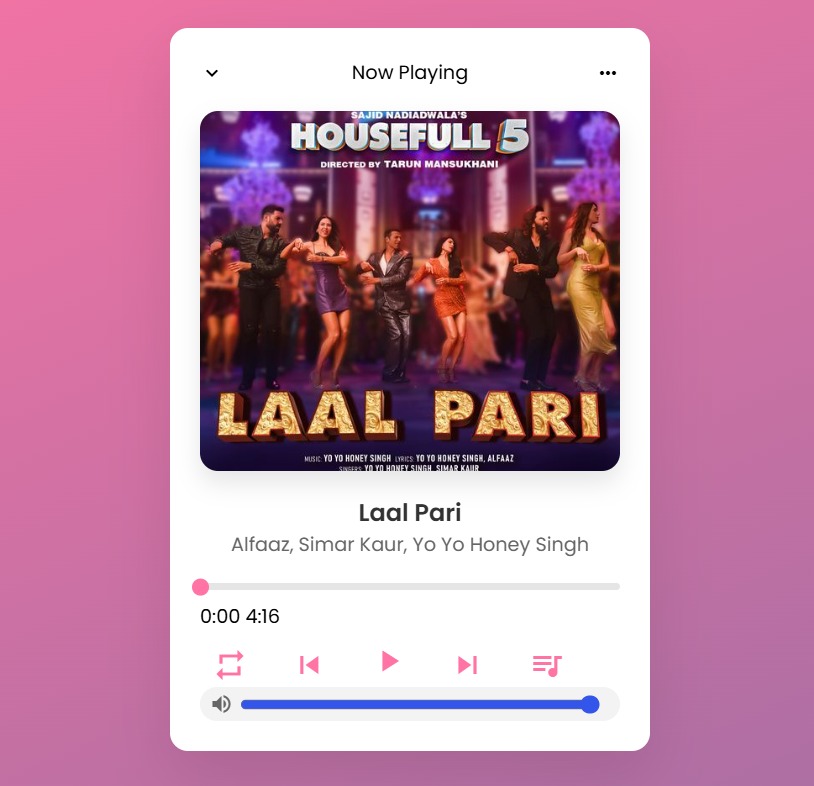 Now Playing
SAJID NADIADWALA'S
HOUSEFULL 5
DIRECTED BY TARUN MANSUKHANI
LAAL PARI
MUSIC: YO YO HONEY SINGH LYRICS: YO YO HONEY SINGH, ALFAAZ
SINGERS: YO YO HONEY SINGH, SIMAR KAUR
Laal Pari
Alfaaz, Simar Kaur, Yo Yo Honey Singh
0:00 4:16